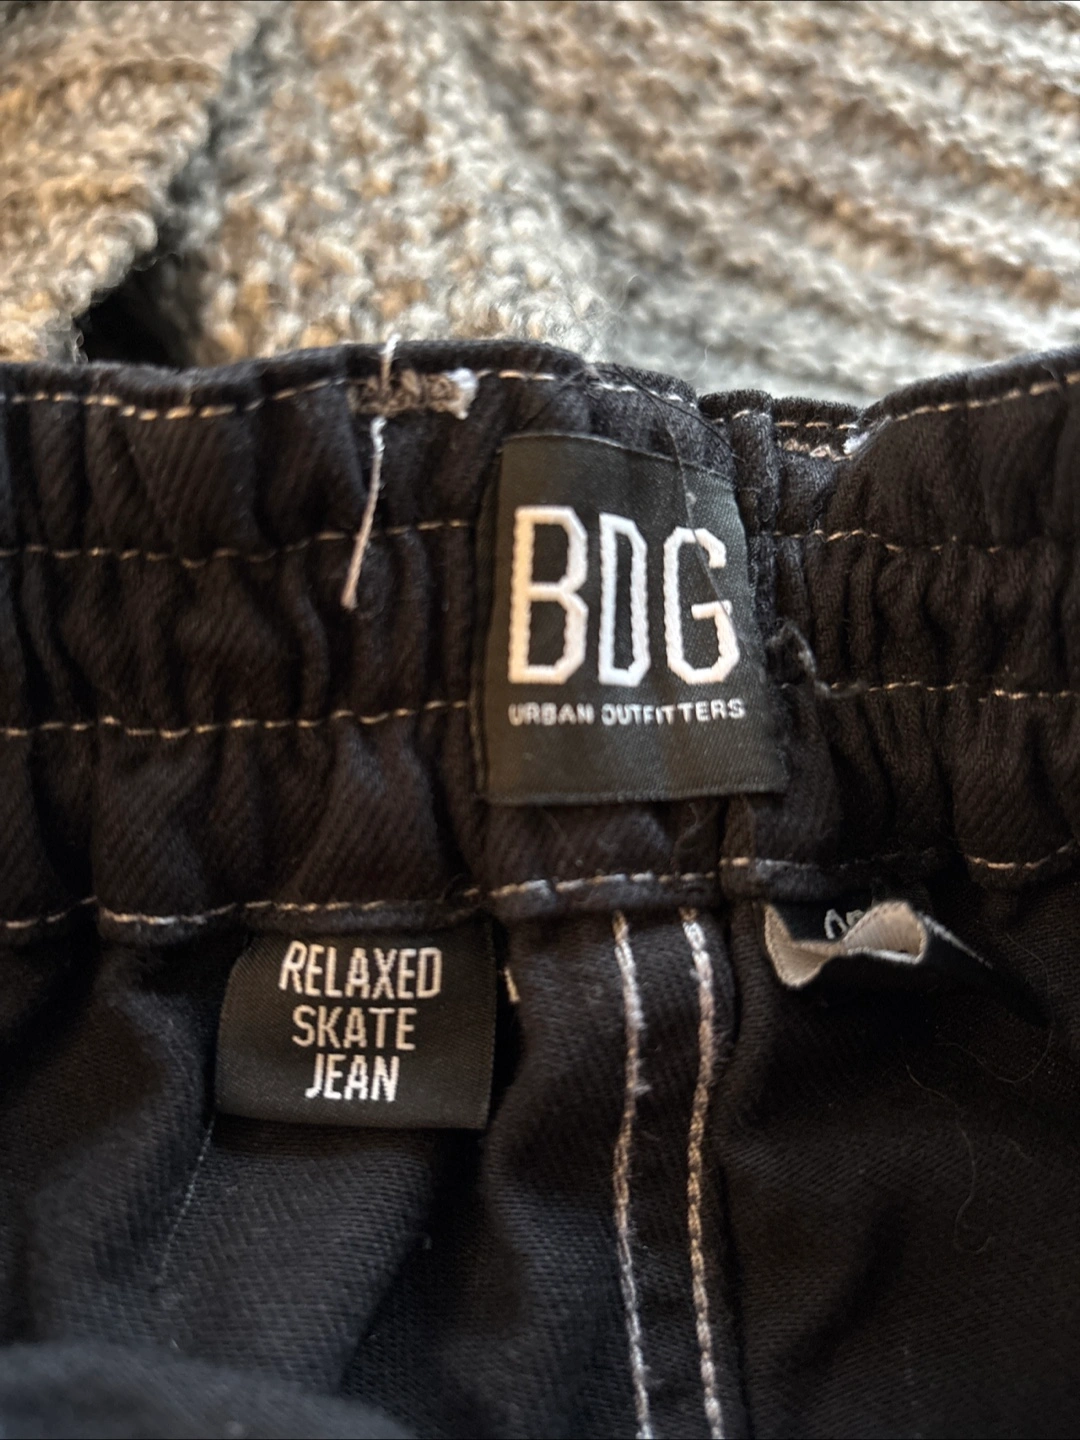 BDG
URBAN OUTFITTERS
RELAXED
SKATE
JEAN